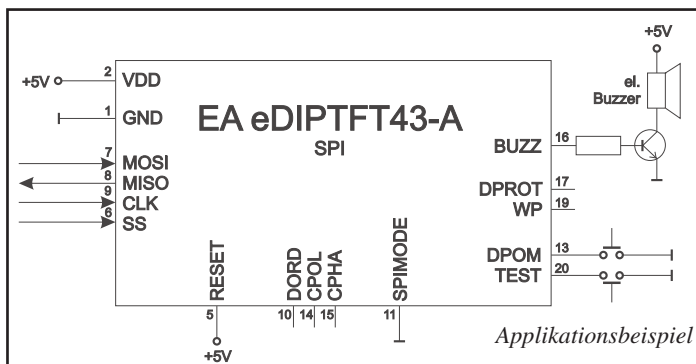 +5V
2
VDD
+5V
1
GND
EA eDIPTFT43-A
SPI
el.
Buzzer
BUZZ
16
7
MOSI
8
MISO
9
CLK
6
SS
DPROT
17
WP
19
DPOM
13
TEST
20
RESET
DORD
CPOL
CPHA
SPIMODE
5
10
14
15
11
+5V
Applikationsbeispiel